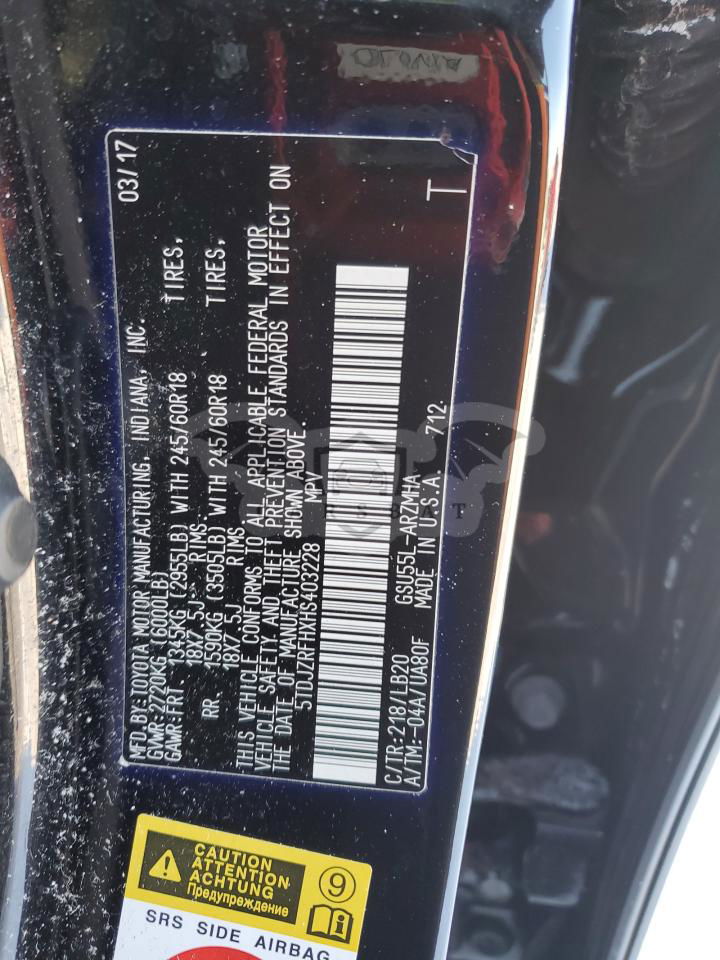 MFD.BY:TOYOTA MOTOR MANUFACTURING, INDIANA, INC. 03/17
GVWR:2720KG(6000LB)
GAWR:FRT. 1345KG (2955LB) WITH 245/60R18 TIRES,
18X7.5J RIMS
RR 1590KG (3505LB) WITH 245/60R18 TIRES,
18X7.5J RIMS
THIS VEHICLE CONFORMS TO ALL APPLICABLE FEDERAL MOTOR
VEHICLE SAFETY AND THEFT PREVENTION STANDARDS IN EFFECT ON
THE DATE OF MANUFACTURE SHOWN ABOVE.
5TDJZRFHXHS403228 MPV
C/TR:218/LB20 GSU55L-ARZMHA T
A/TM:-04A/UA80F MADE IN U.S.A. 712
CAUTION
ATTENTION
ACHTUNG
Предупреждение
9
SRS SIDE AIRBAG